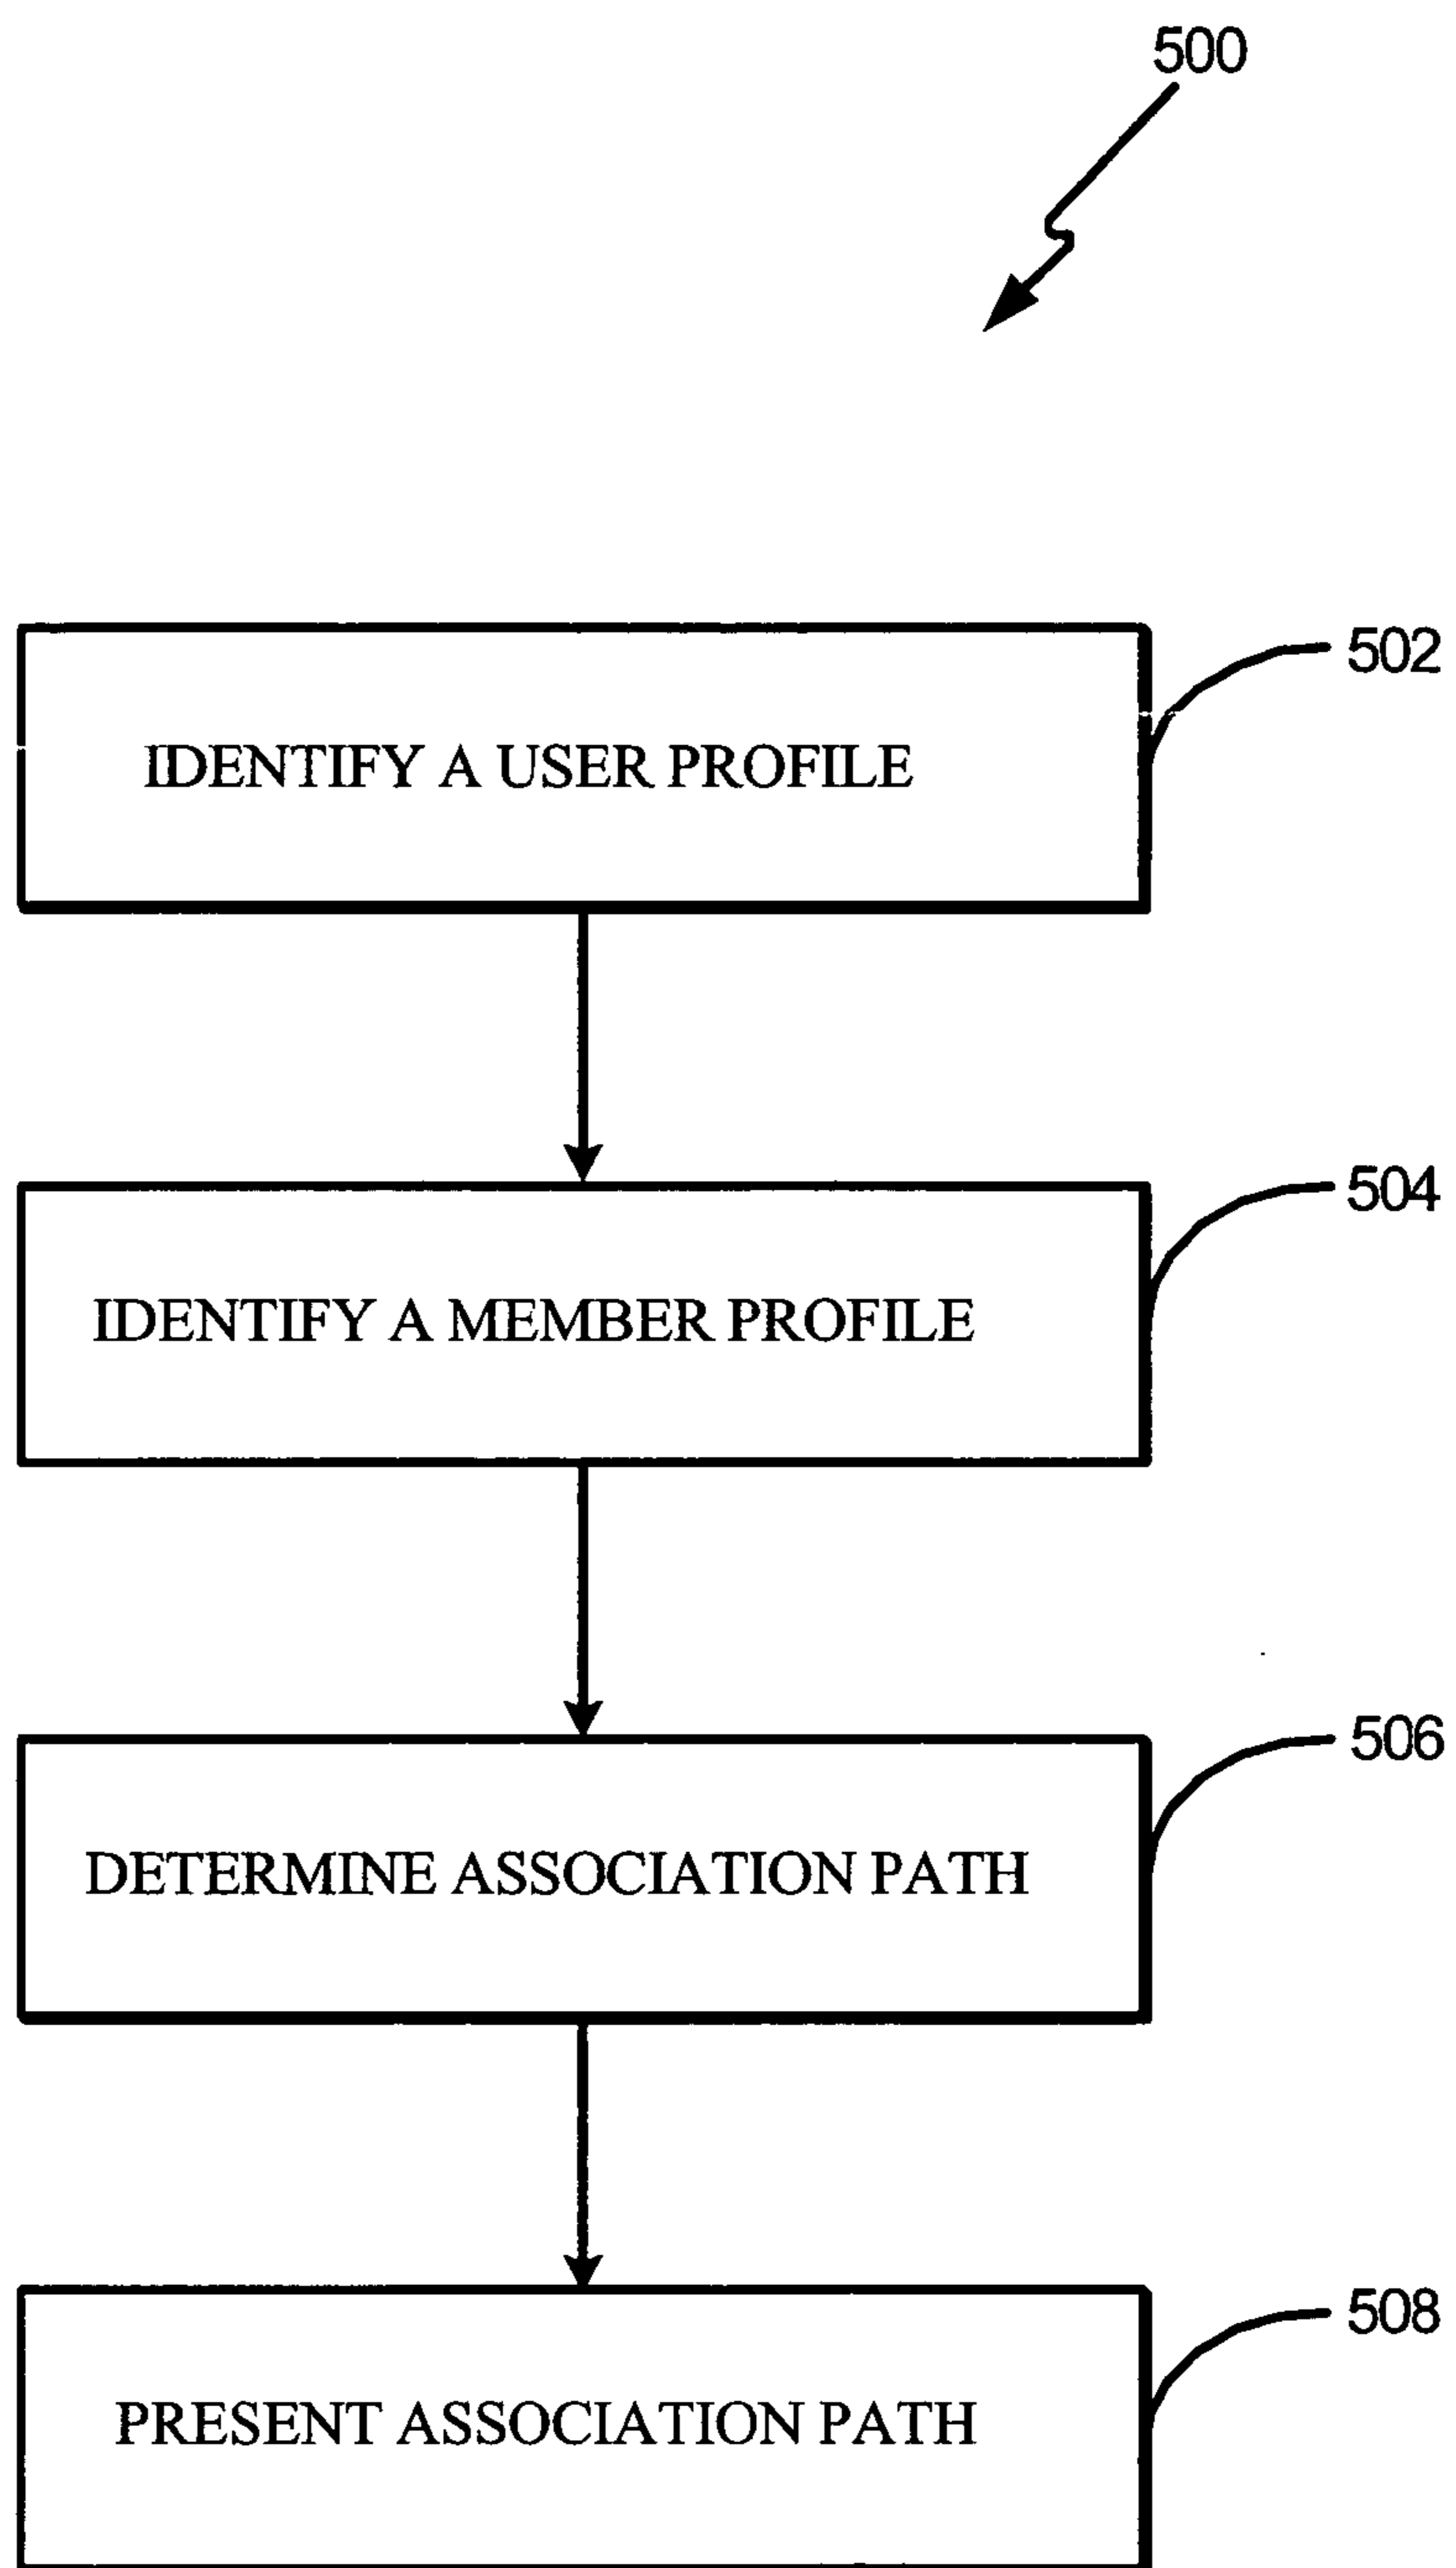 500
502
IDENTIFY A USER PROFILE
504
IDENTIFY A MEMBER PROFILE
506
DETERMINE ASSOCIATION PATH
508
PRESENT ASSOCIATION PATH